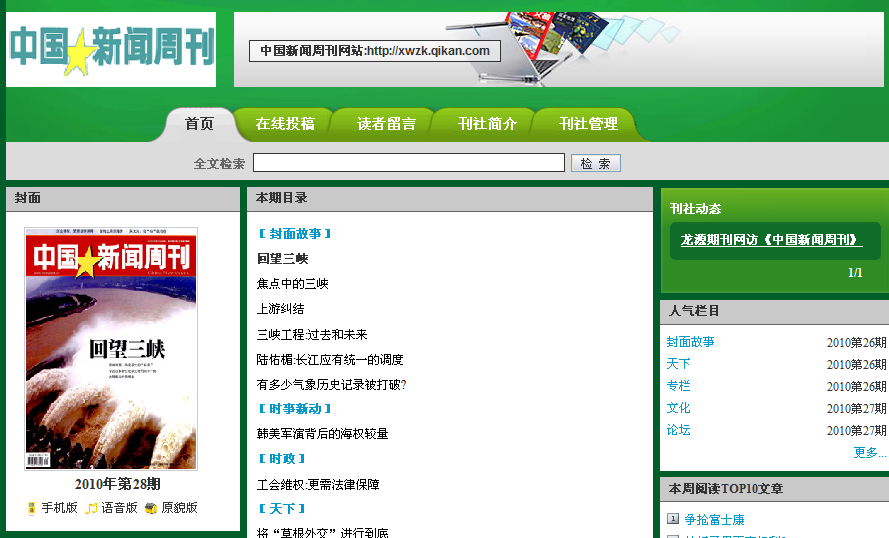 中国新闻周刊
中国新闻周刊网站:http://xwzk.qikan.com
首页
在线投稿
读者留言
刊社简介
刊社管理
全文检索
检 索
封面
中国新闻周刊
回望三峡
2010年第28期
手机版
语音版
原貌版
本期目录
[ 封面故事 ]
回望三峡
焦点中的三峡
上游纠结
三峡工程:过去和未来
陆佑楣:长江应有统一的调度
有多少气象历史记录被打破?
[ 时事新动 ]
韩美军演背后的海权较量
[ 时政 ]
工会维权:更需法律保障
[ 天下 ]
将“草根外交”进行到底
刊社动态
龙源期刊网访《中国新闻周刊》
1/1
人气栏目
封面故事 2010第26期
天下 2010第26期
专栏 2010第26期
文化 2010第27期
论坛 2010第27期
更多...
本周阅读TOP10文章
1 争抢富士康